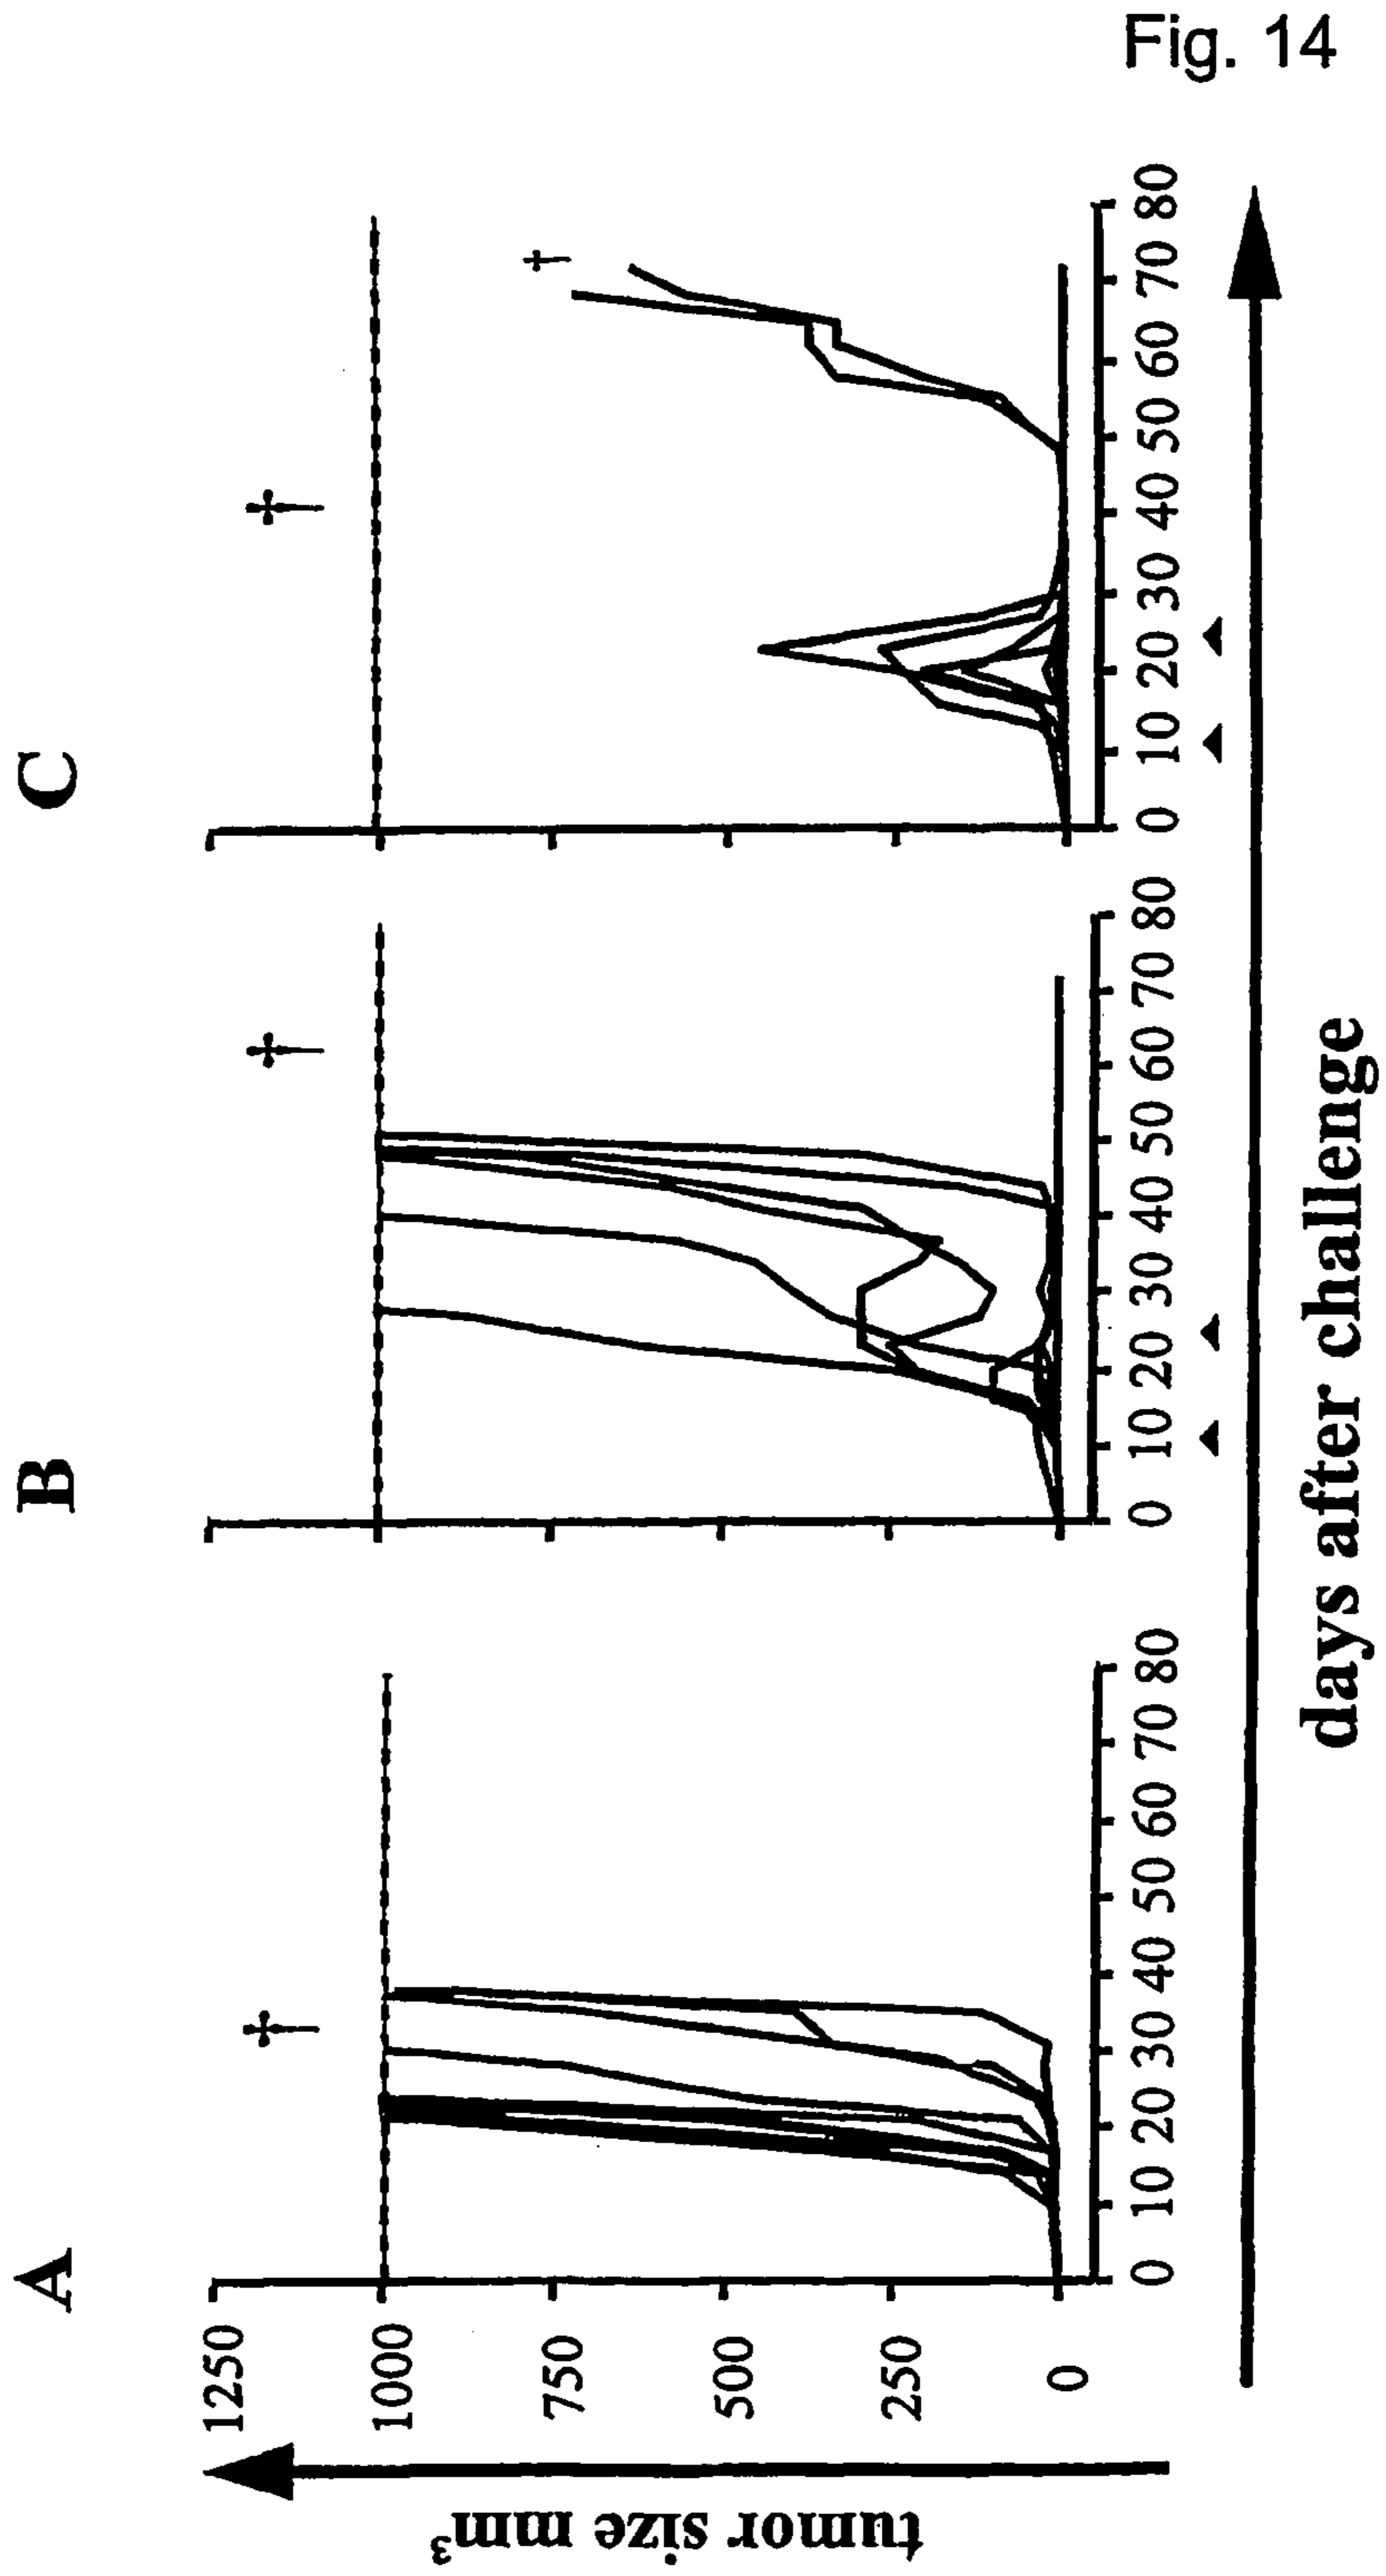 Fig. 14
A
B
C
tumor size mm³
1250
1000
750
500
250
0
‡
‡
‡
†
0 10 20 30 40 50 60 70 80
0 10 20 30 40 50 60 70 80
0 10 20 30 40 50 60 70 80
days after challenge